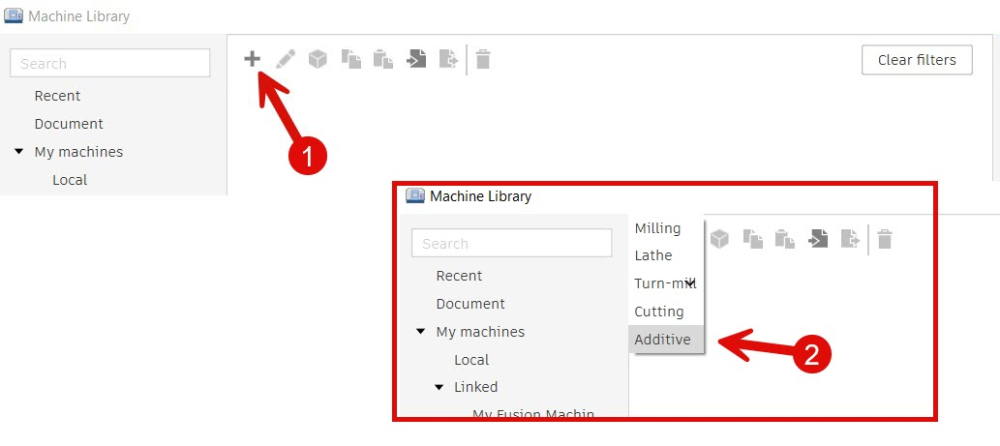 Machine Library
Search
Clear filters
Recent
Document
My machines
Local
1
Machine Library
Search
Recent
Document
My machines
Local
Linked
My Fusion Machin
Milling
Lathe
Turn-mill
Cutting
Additive
2